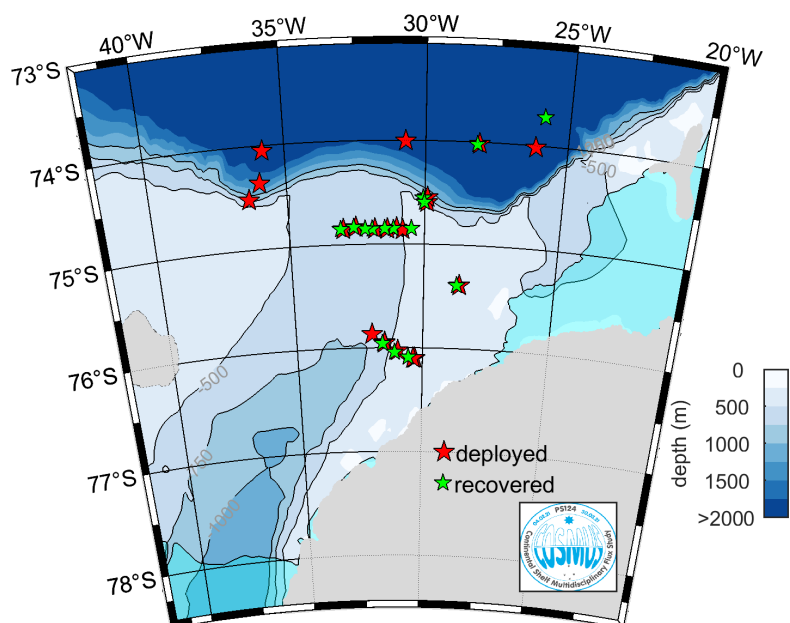 40°W
35°W
30°W
25°W
20°W
73°S
74°S
75°S
76°S
77°S
78°S
-500
-500
-1000
deployed
recovered
depth (m)
0
500
1000
1500
>2000
PS124
COSMUS
Continental Shelf Multidisciplinary Flux Study